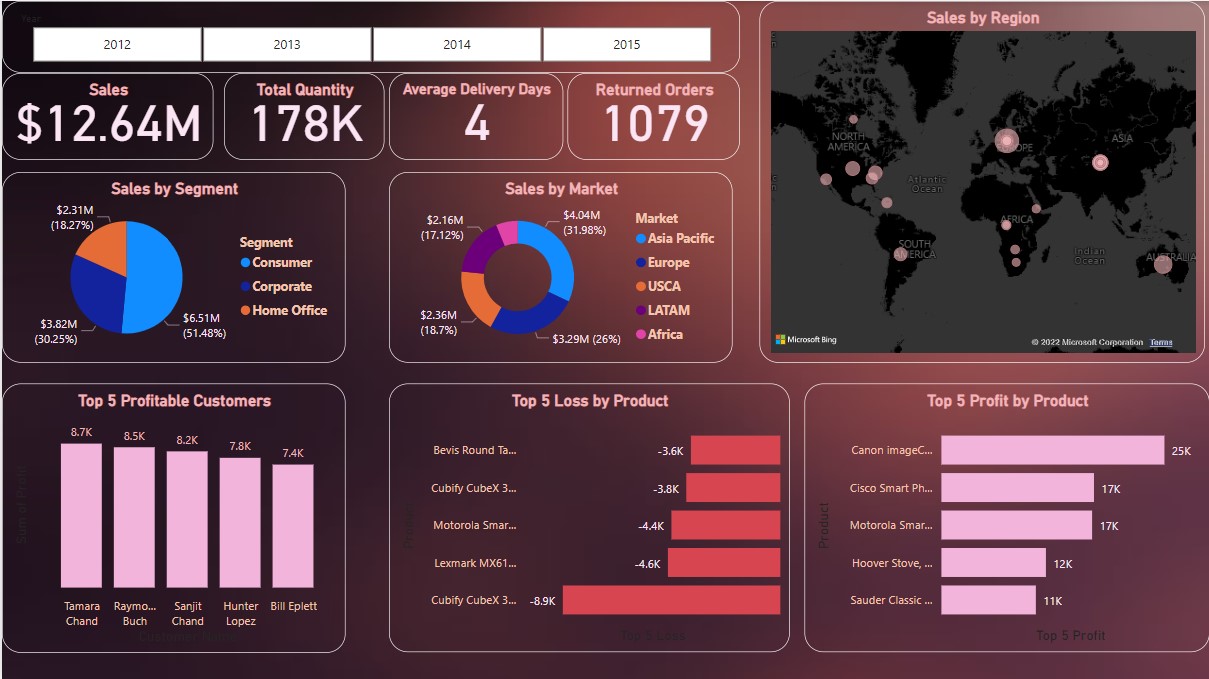 Year
2012
2013
2014
2015
Sales
$12.64M
Total Quantity
178K
Average Delivery Days
4
Returned Orders
1079
Sales by Region
NORTH
AMERICA
EUROPE
ASIA
Atlantic
Ocean
AFRICA
SOUTH
AMERICA
Indian
Ocean
AUSTRALIA
Microsoft Bing
© 2022 Microsoft Corporation
Terms
Sales by Segment
$2.31M
(18.27%)
$3.82M
(30.25%)
$6.51M
(51.48%)
Segment
Consumer
Corporate
Home Office
Sales by Market
$2.16M
(17.12%)
$4.04M
(31.98%)
$2.36M
(18.7%)
$3.29M (26%)
Market
Asia Pacific
Europe
USCA
LATAM
Africa
Top 5 Profitable Customers
Sum of Profit
8.7K
8.5K
8.2K
7.8K
7.4K
Tamara
Chand
Raymo...
Buch
Sanjit
Chand
Hunter
Lopez
Bill Eplett
Customer Name
Top 5 Loss by Product
Product
Bevis Round Ta...
-3.6K
Cubify CubeX 3...
-3.8K
Motorola Smar...
-4.4K
Lexmark MX61...
-4.6K
Cubify CubeX 3...
-8.9K
Top 5 Loss
Top 5 Profit by Product
Product
Canon imageC...
25K
Cisco Smart Ph...
17K
Motorola Smar...
17K
Hoover Stove, ...
12K
Sauder Classic ...
11K
Top 5 Profit